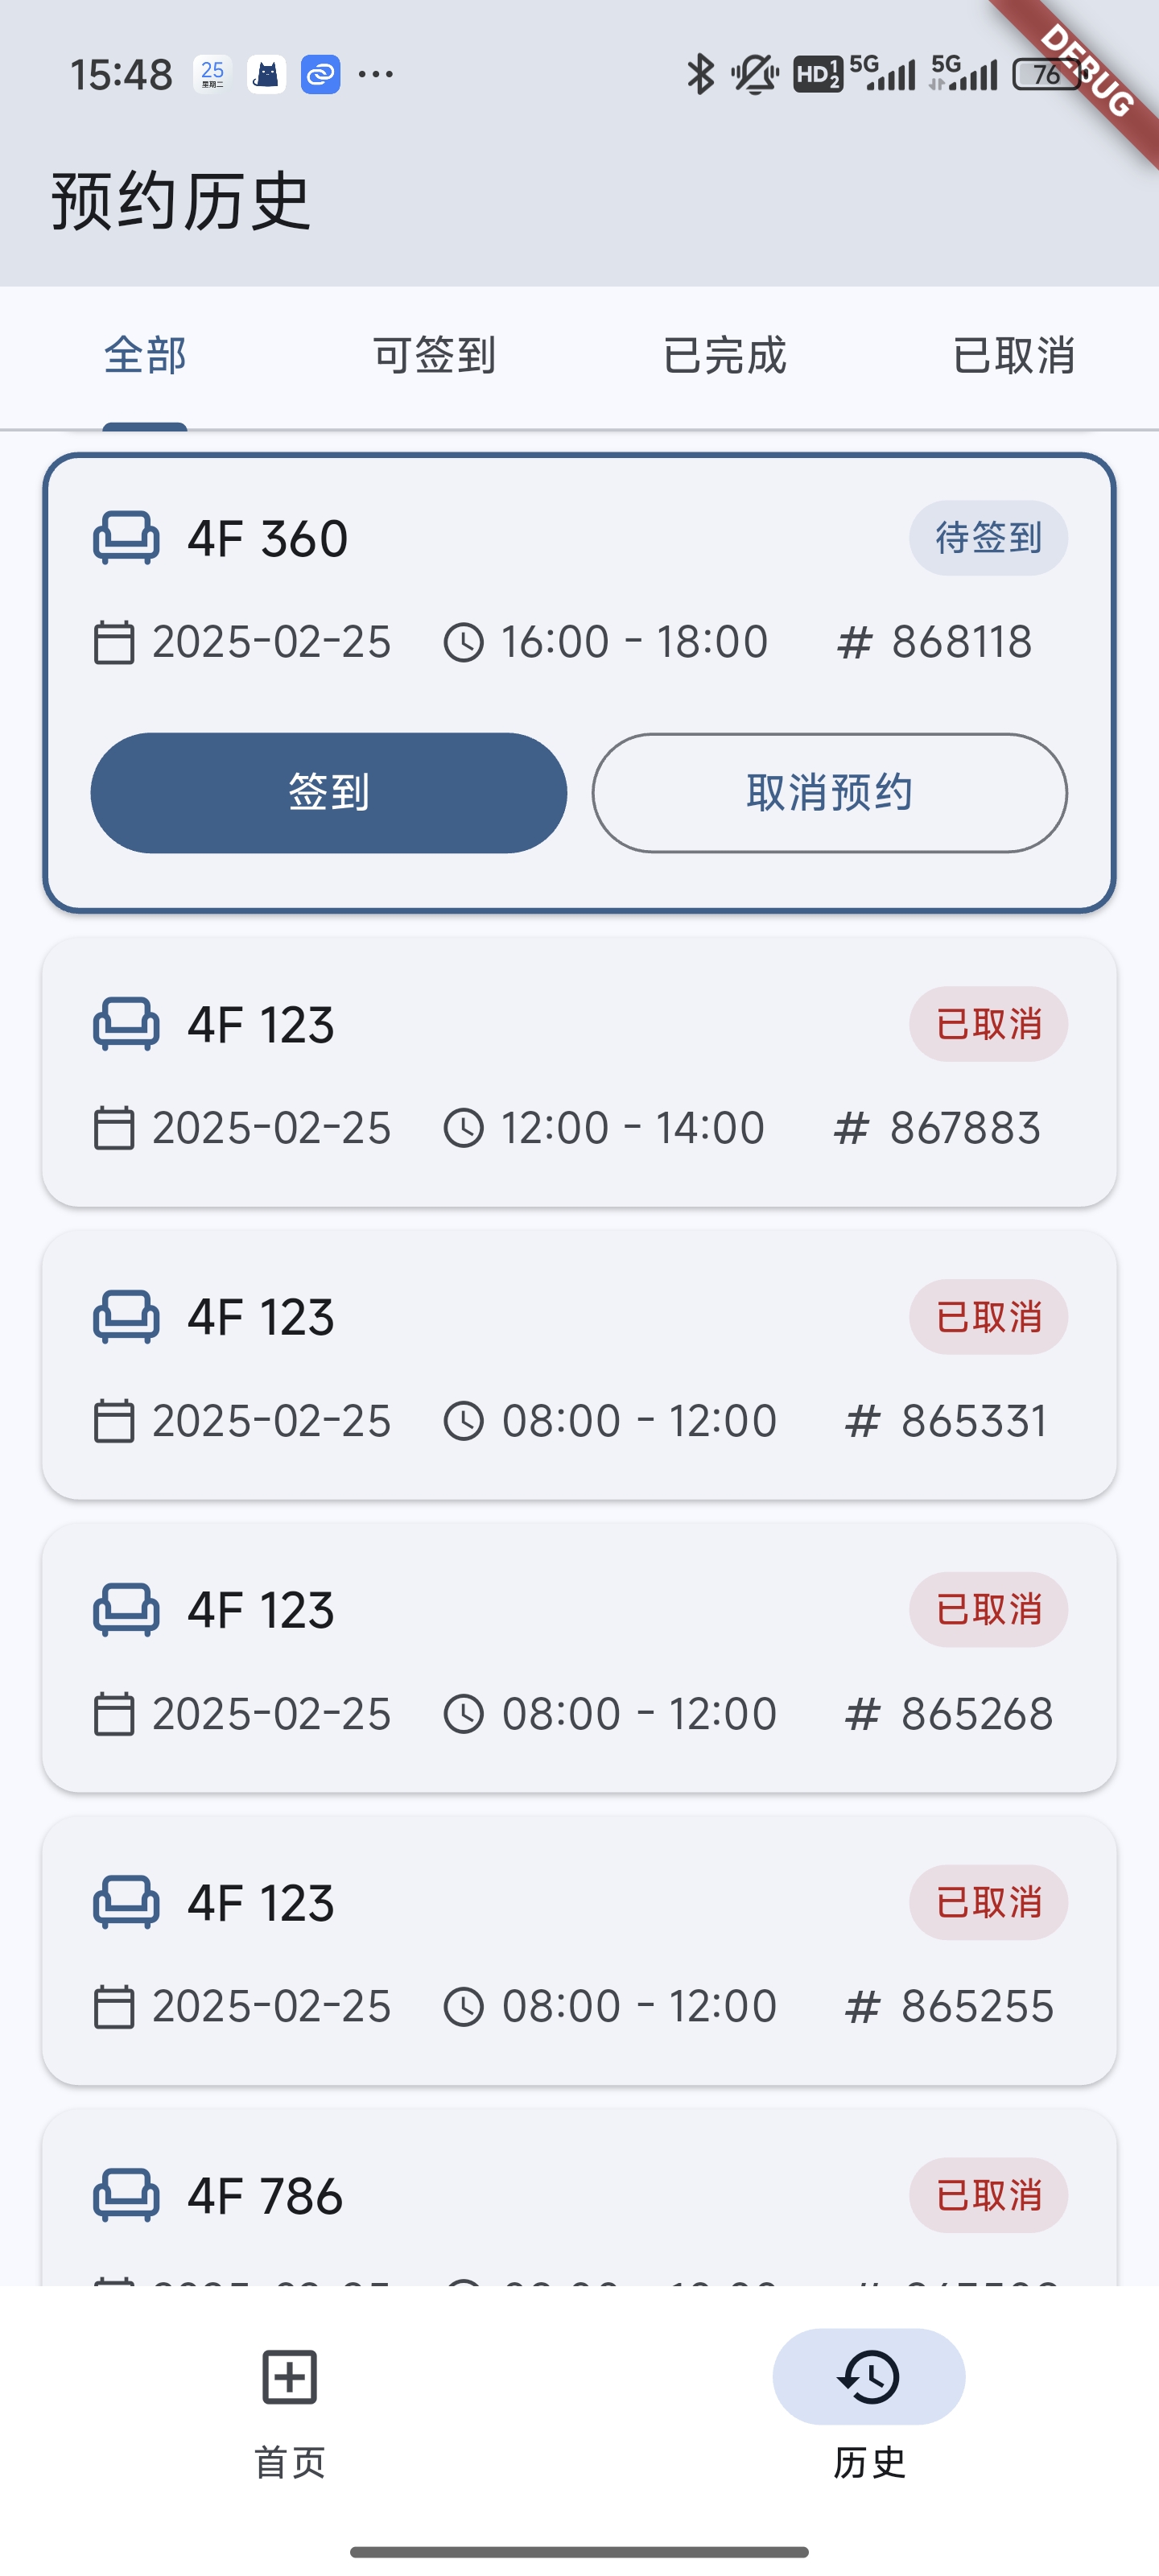 15:48
25
星期二
HD 1 2
5G
5G
76
DEBUG
预约历史
全部 可签到 已完成 已取消
4F 360 待签到
2025-02-25 16:00 - 18:00 # 868118
签到 取消预约
4F 123 已取消
2025-02-25 12:00 - 14:00 # 867883
4F 123 已取消
2025-02-25 08:00 - 12:00 # 865331
4F 123 已取消
2025-02-25 08:00 - 12:00 # 865268
4F 123 已取消
2025-02-25 08:00 - 12:00 # 865255
4F 786 已取消
首页 历史